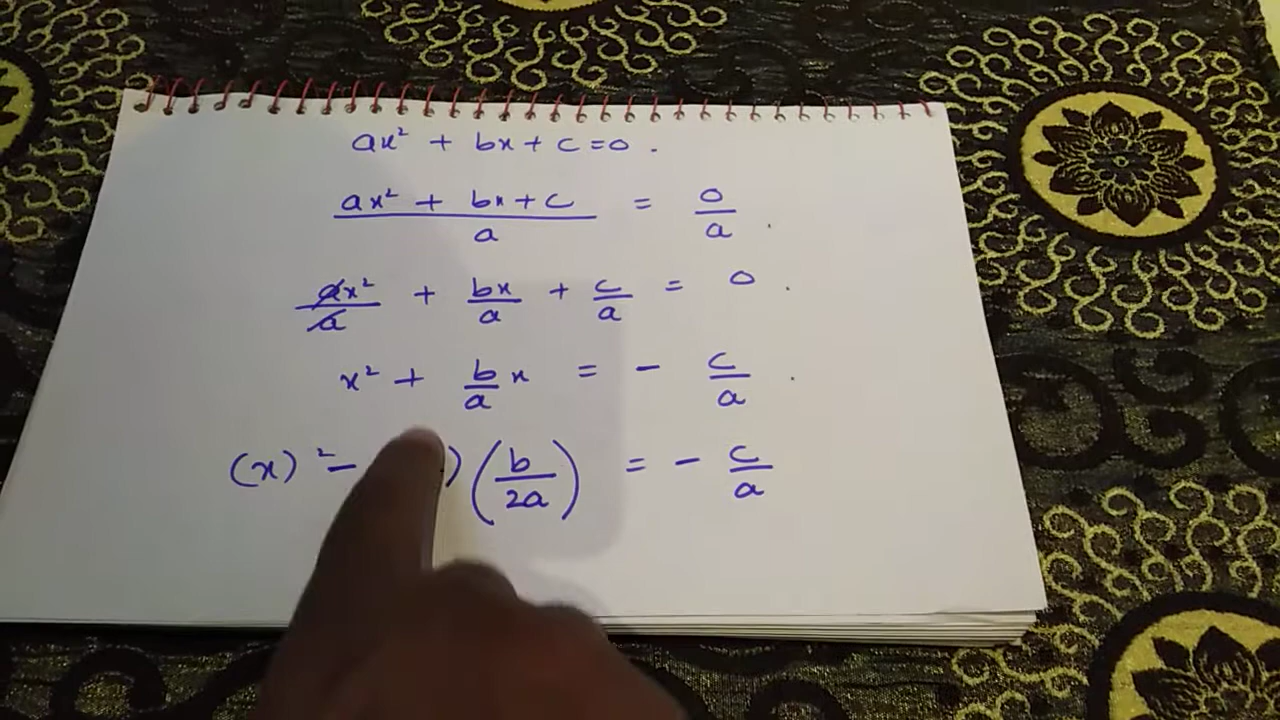 ax² + bx + c = 0 .
(ax² + bx + c)/a = 0/a .
ax²/a + bx/a + c/a = 0 .
x² + b/a x = - c/a .
(x)² - ) (b/2a) = - c/a